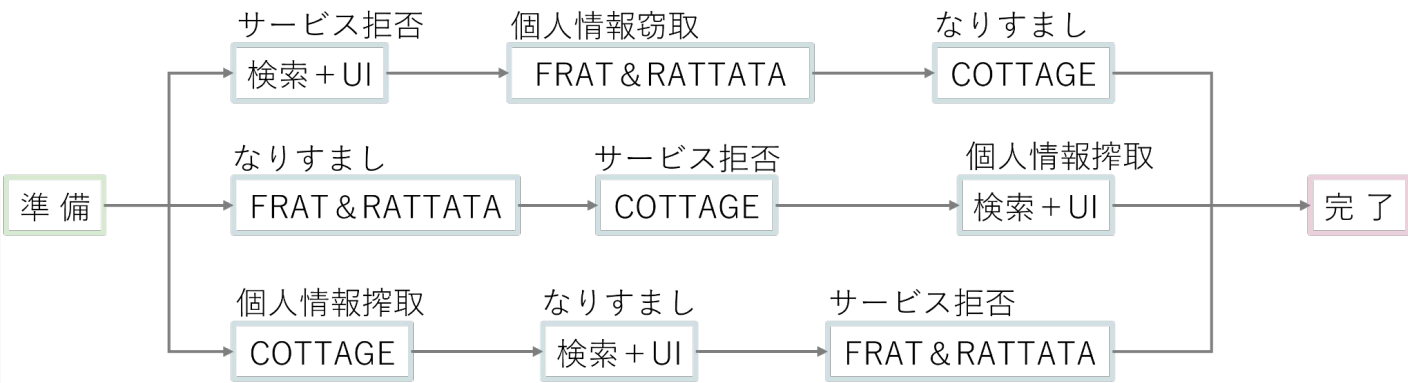 サービス拒否
個人情報窃取
なりすまし
検索＋UI
FRAT＆RATTATA
COTTAGE
なりすまし
サービス拒否
個人情報搾取
準 備
FRAT＆RATTATA
COTTAGE
検索＋UI
完 了
個人情報搾取
なりすまし
サービス拒否
COTTAGE
検索＋UI
FRAT＆RATTATA